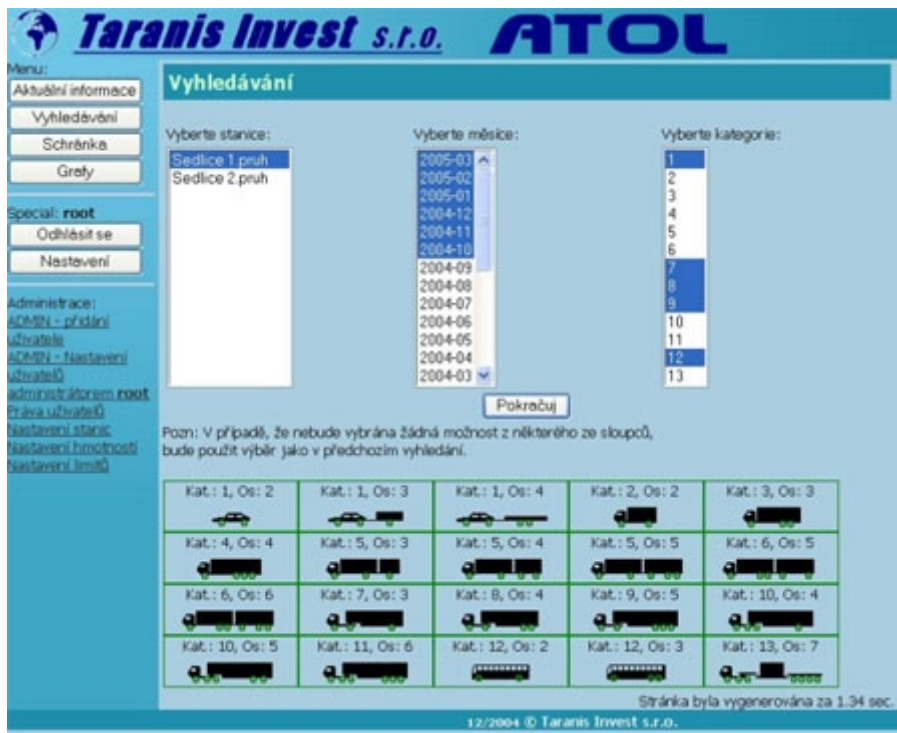 Taranis Invest s.r.o. ATOL
Menu:
Aktuální informace
Vyhledávání
Schránka
Grafy
Special: root
Odhlásit se
Nastavení
Administrace:
ADMIN - přidání
uživatele
ADMIN - Nastavení
uživatelů
administrátorem root
Práva uživatelů
Nastavení stanic
Nastavení hmotností
Nastavení limitů
Vyhledávání
Vyberte stanice:
Sedlice 1.pruh
Sedlice 2.pruh
Vyberte měsíce:
2005-03
2005-02
2005-01
2004-12
2004-11
2004-10
2004-09
2004-08
2004-07
2004-06
2004-05
2004-04
2004-03
Vyberte kategorie:
1
2
3
4
5
6
7
8
9
10
11
12
13
Pokračuj
Pozn: V případě, že nebude vybrána žádná možnost z některého ze sloupců,
bude použit výběr jako v předchozím vyhledání.
Kat.: 1, Os: 2 Kat.: 1, Os: 3 Kat.: 1, Os: 4 Kat.: 2, Os: 2 Kat.: 3, Os: 3
Kat.: 4, Os: 4 Kat.: 5, Os: 3 Kat.: 5, Os: 4 Kat.: 5, Os: 5 Kat.: 6, Os: 5
Kat.: 6, Os: 6 Kat.: 7, Os: 3 Kat.: 8, Os: 4 Kat.: 9, Os: 5 Kat.: 10, Os: 4
Kat.: 10, Os: 5 Kat.: 11, Os: 6 Kat.: 12, Os: 2 Kat.: 12, Os: 3 Kat.: 13, Os: 7
Stránka byla vygenerována za 1.34 sec.
12/2004 © Taranis Invest s.r.o.